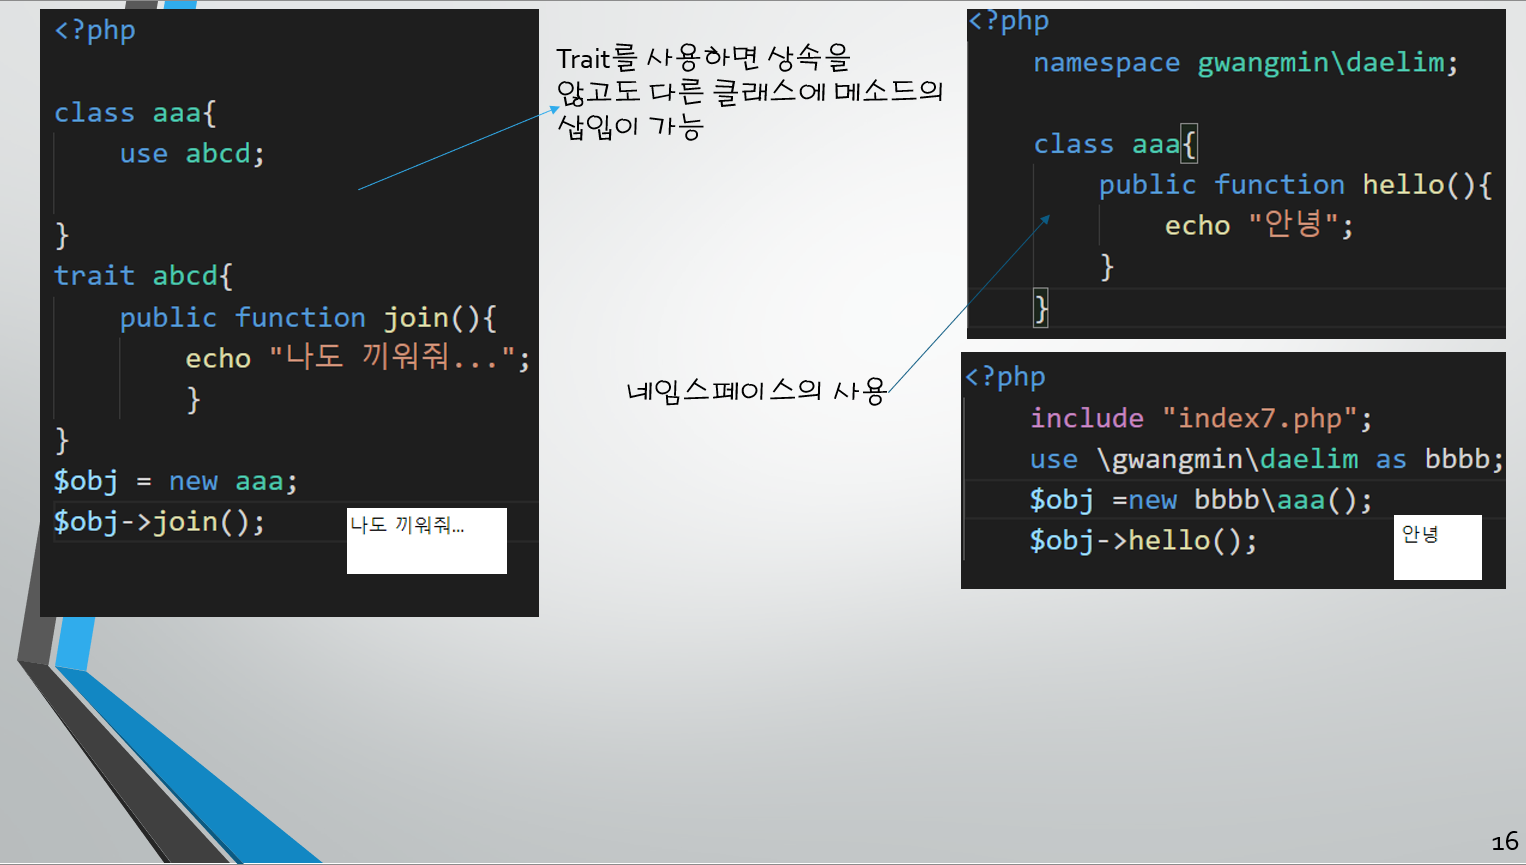 <?php
class aaa{
    use abcd;
}
trait abcd{
    public function join(){
        echo "나도 끼워줘...";
        }
}
$obj = new aaa;
$obj->join();
나도 끼워줘...
Trait를 사용하면 상속을
않고도 다른 클래스에 메소드의
삽입이 가능
네임스페이스의 사용
<?php
    namespace gwangmin\daelim;
    class aaa{
        public function hello(){
            echo "안녕";
        }
    }
<?php
    include "index7.php";
    use \gwangmin\daelim as bbbb;
    $obj =new bbbb\aaa();
    $obj->hello();
안녕
16